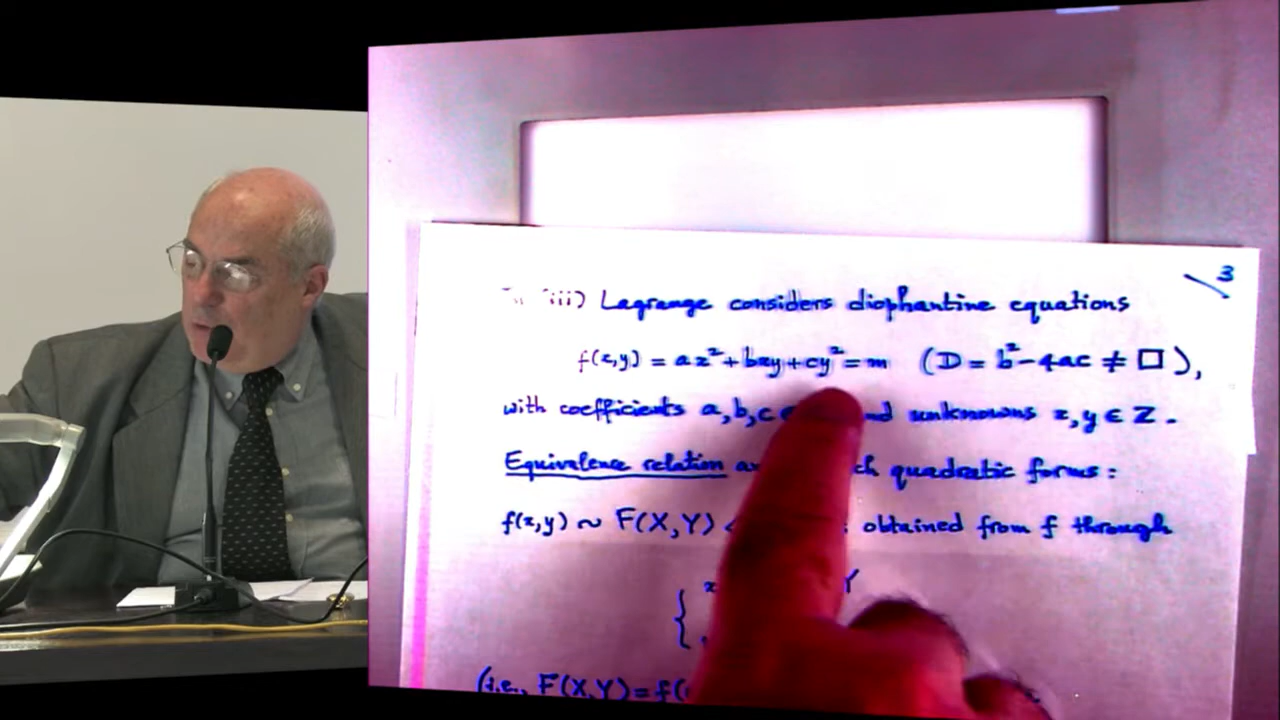 3
iii) Lagrange considers diophantine equations
f(x,y) = ax² + bxy + cy² = m (D = b² - 4ac ≠ □),
with coefficients a, b, c and unknowns x, y ∈ Z.
Equivalence relation quadratic forms:
f(x,y) ~ F(X,Y) obtained from f through
{ Y
(i.e., F(X,Y) = f(